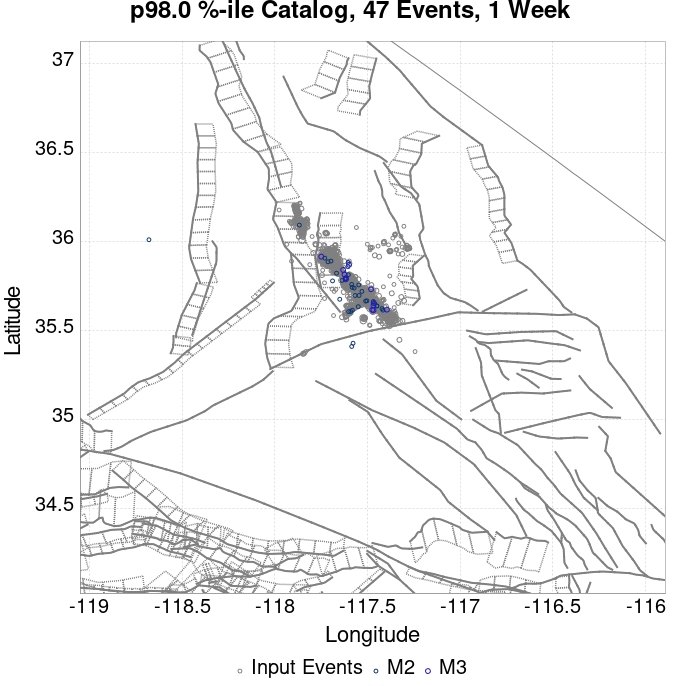 p98.0 %-ile Catalog, 47 Events, 1 Week
37
36.5
36
35.5
35
34.5
Latitude
-119 -118.5 -118 -117.5 -117 -116.5 -116
Longitude
Input Events M2 M3